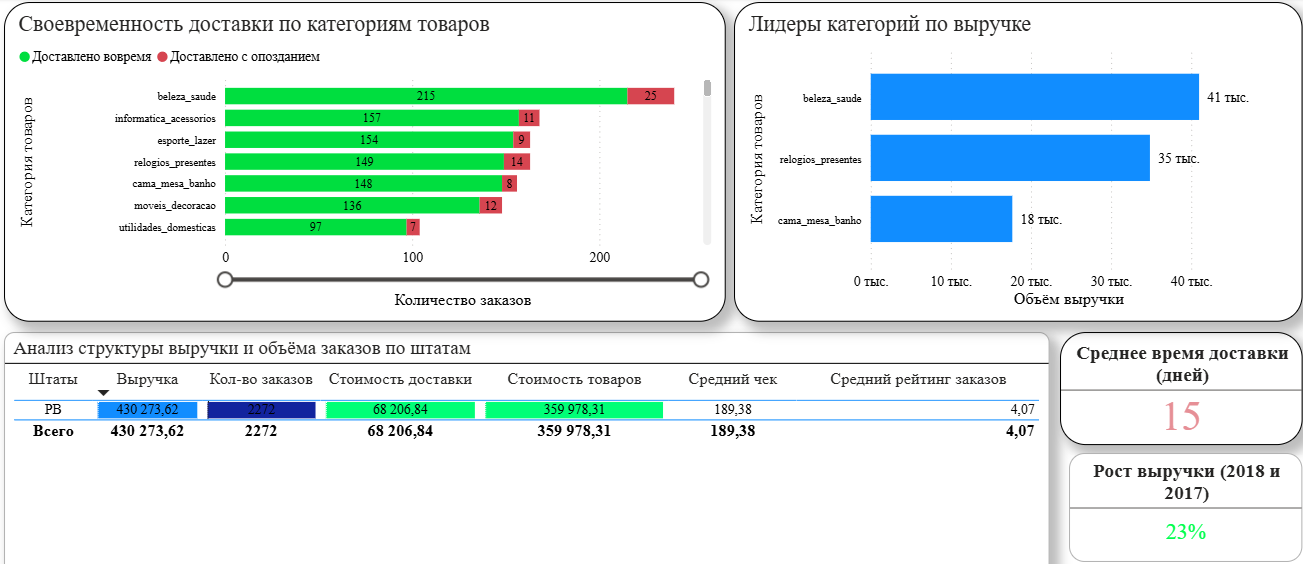 Своевременность доставки по категориям товаров
Доставлено вовремя Доставлено с опозданием
Категория товаров
beleza_saude 215 25
informatica_acessorios 157 11
esporte_lazer 154 9
relogios_presentes 149 14
cama_mesa_banho 148 8
moveis_decoracao 136 12
utilidades_domesticas 97 7
0 100 200
Количество заказов
Лидеры категорий по выручке
Категория товаров
beleza_saude 41 тыс.
relogios_presentes 35 тыс.
cama_mesa_banho 18 тыс.
0 тыс. 10 тыс. 20 тыс. 30 тыс. 40 тыс.
Объём выручки
Анализ структуры выручки и объёма заказов по штатам
Штаты Выручка Кол-во заказов Стоимость доставки Стоимость товаров Средний чек Средний рейтинг заказов
PB 430 273,62 2272 68 206,84 359 978,31 189,38 4,07
Всего 430 273,62 2272 68 206,84 359 978,31 189,38 4,07
Среднее время доставки
(дней)
15
Рост выручки (2018 и
2017)
23%